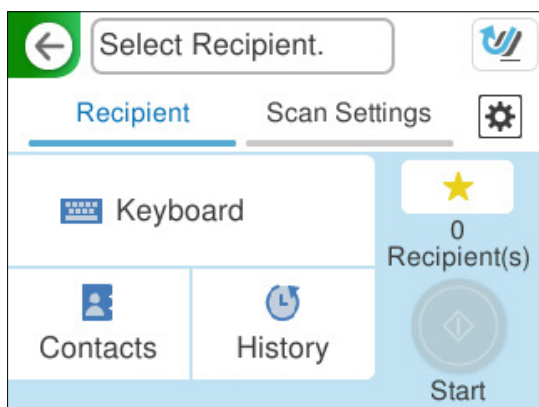 Select Recipient.
Recipient
Scan Settings
Keyboard
0
Recipient(s)
Contacts
History
Start